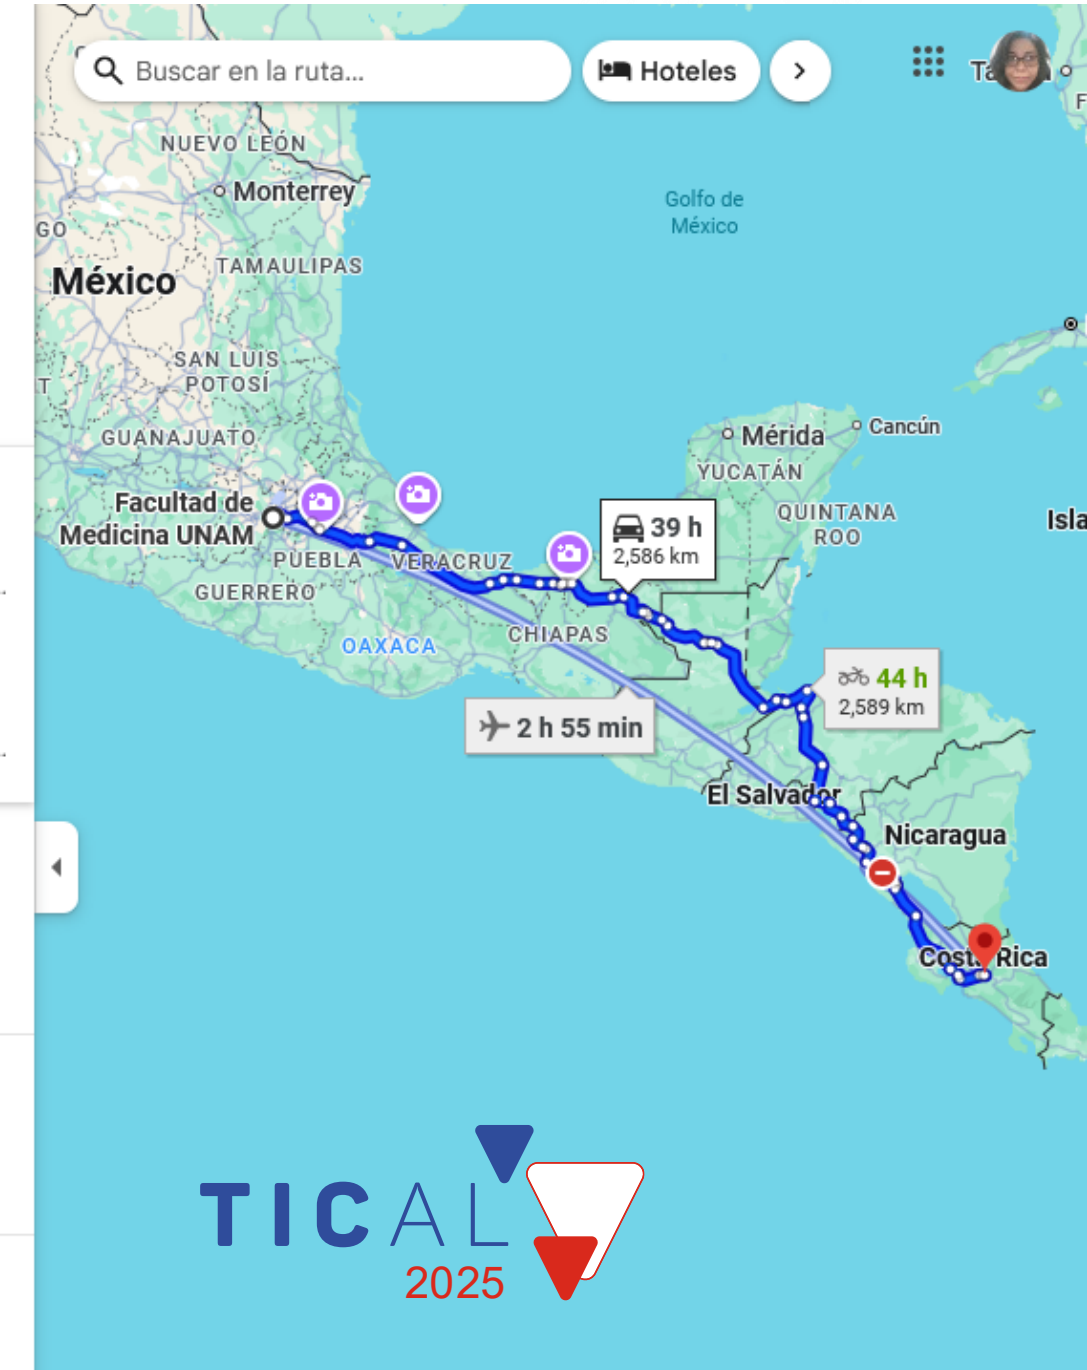 Buscar en la ruta...
Hoteles
NUEVO LEÓN
Monterrey
Golfo de
México
GO
TAMAULIPAS
México
SAN LUIS
POTOSÍ
T
GUANAJUATO
Mérida
Cancún
YUCATÁN
QUINTANA
ROO
Facultad de
Medicina UNAM
39 h
2,586 km
PUEBLA
VERACRUZ
GUERRERO
CHIAPAS
OAXACA
44 h
2,589 km
2 h 55 min
El Salvador
Nicaragua
Costa Rica
TICAL
2025